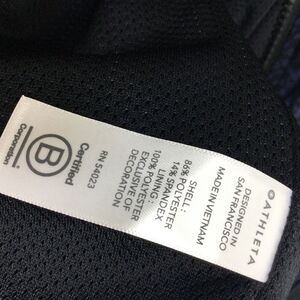 ATHLETA
DESIGNED IN
SAN FRANCISCO
MADE IN VIETNAM
SHELL:
86% POLYESTER
14% SPANDEX
LINING:
100% POLYESTER
EXCLUSIVE OF
DECORATION
RN 54023
Certified
B
Corporation